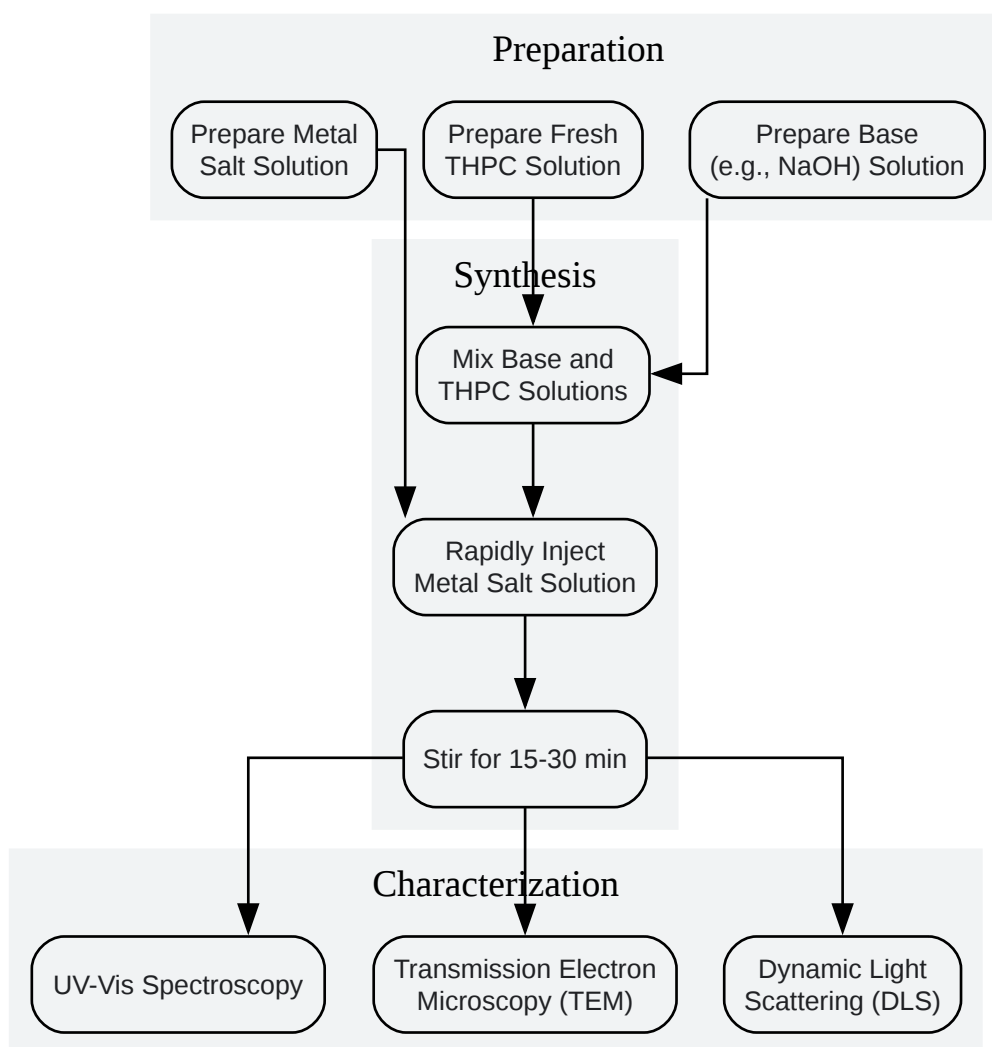 Preparation
Prepare Metal
Salt Solution
Prepare Fresh
THPC Solution
Prepare Base
(e.g., NaOH) Solution
Synthesis
Mix Base and
THPC Solutions
Rapidly Inject
Metal Salt Solution
Stir for 15-30 min
Characterization
UV-Vis Spectroscopy
Transmission Electron
Microscopy (TEM)
Dynamic Light
Scattering (DLS)